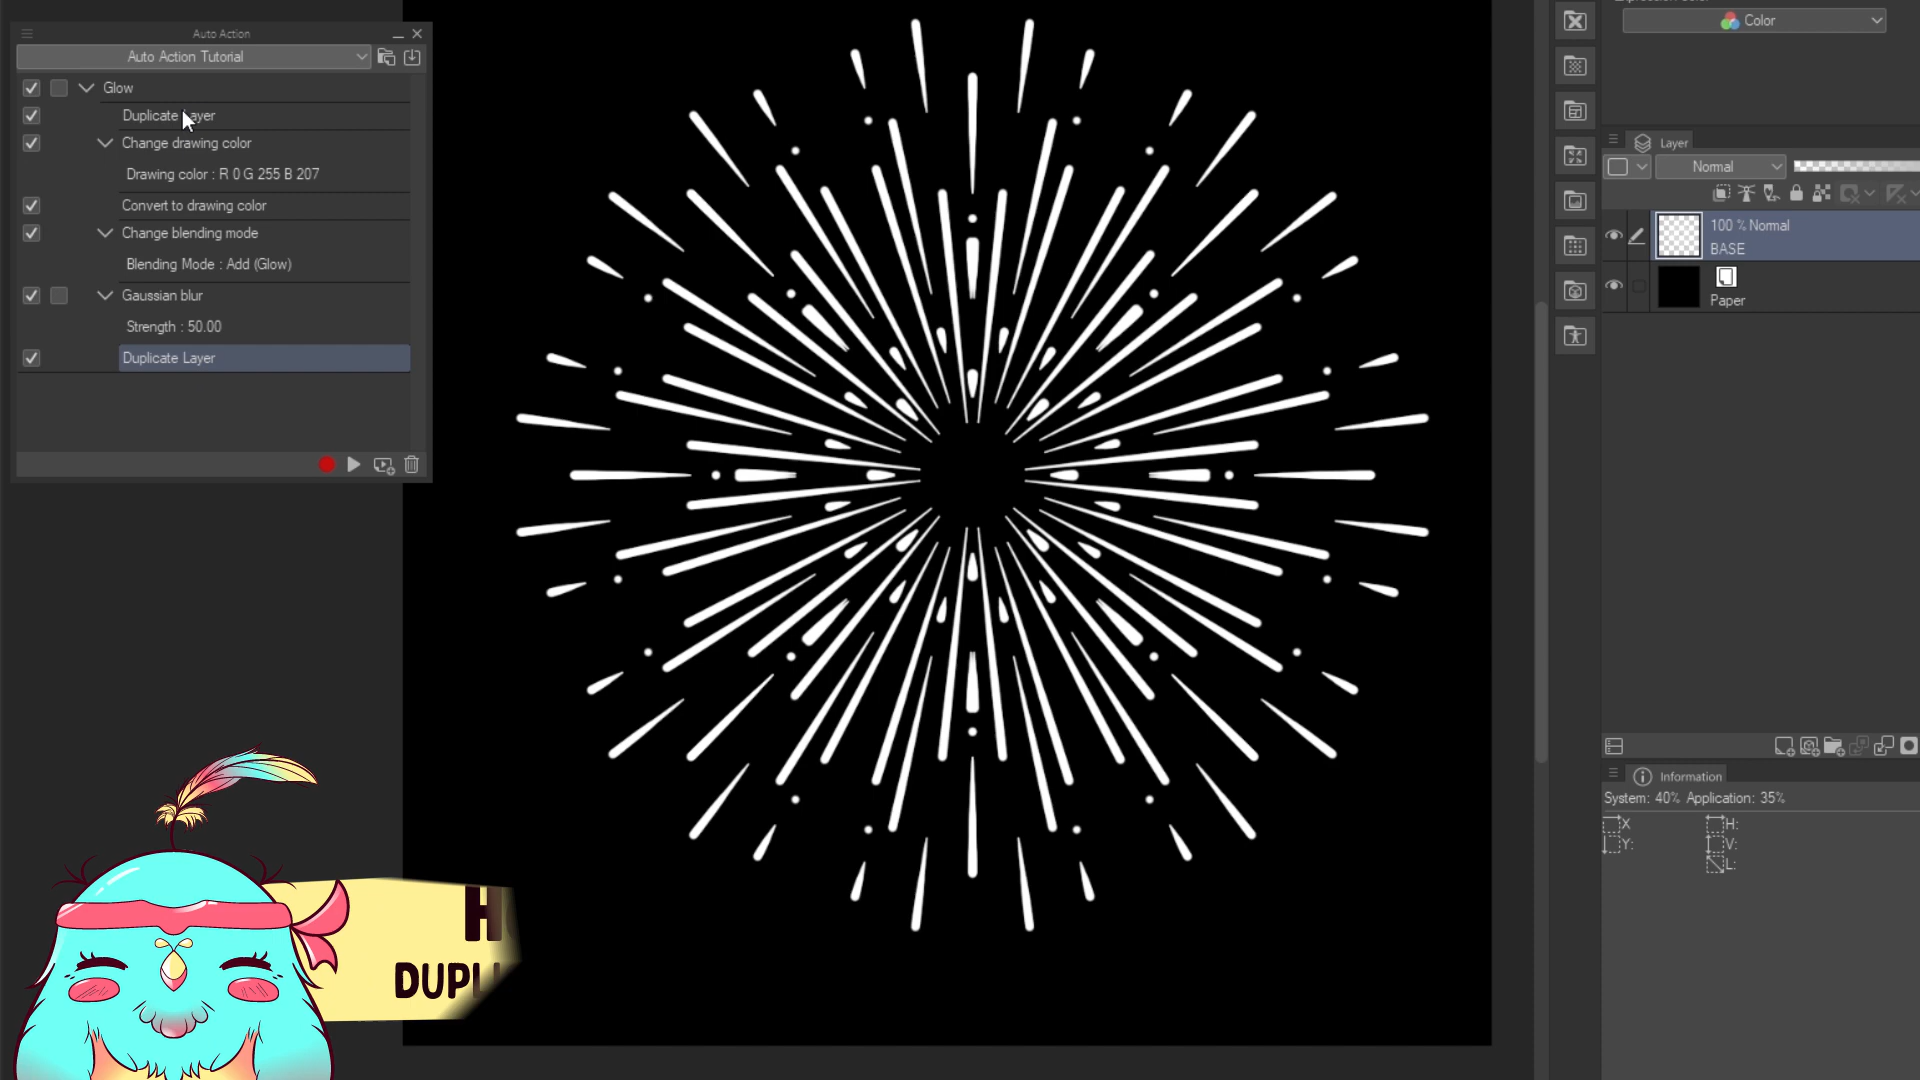 Auto Action
Auto Action Tutorial
Glow
Duplicate Layer
Change drawing color
Drawing color : R 0 G 255 B 207
Convert to drawing color
Change blending mode
Blending Mode : Add (Glow)
Gaussian blur
Strength : 50.00
Duplicate Layer
Color
Layer
Normal
100 % Normal
BASE
Paper
Information
System: 40% Application: 35%
X H:
Y: V:
L: